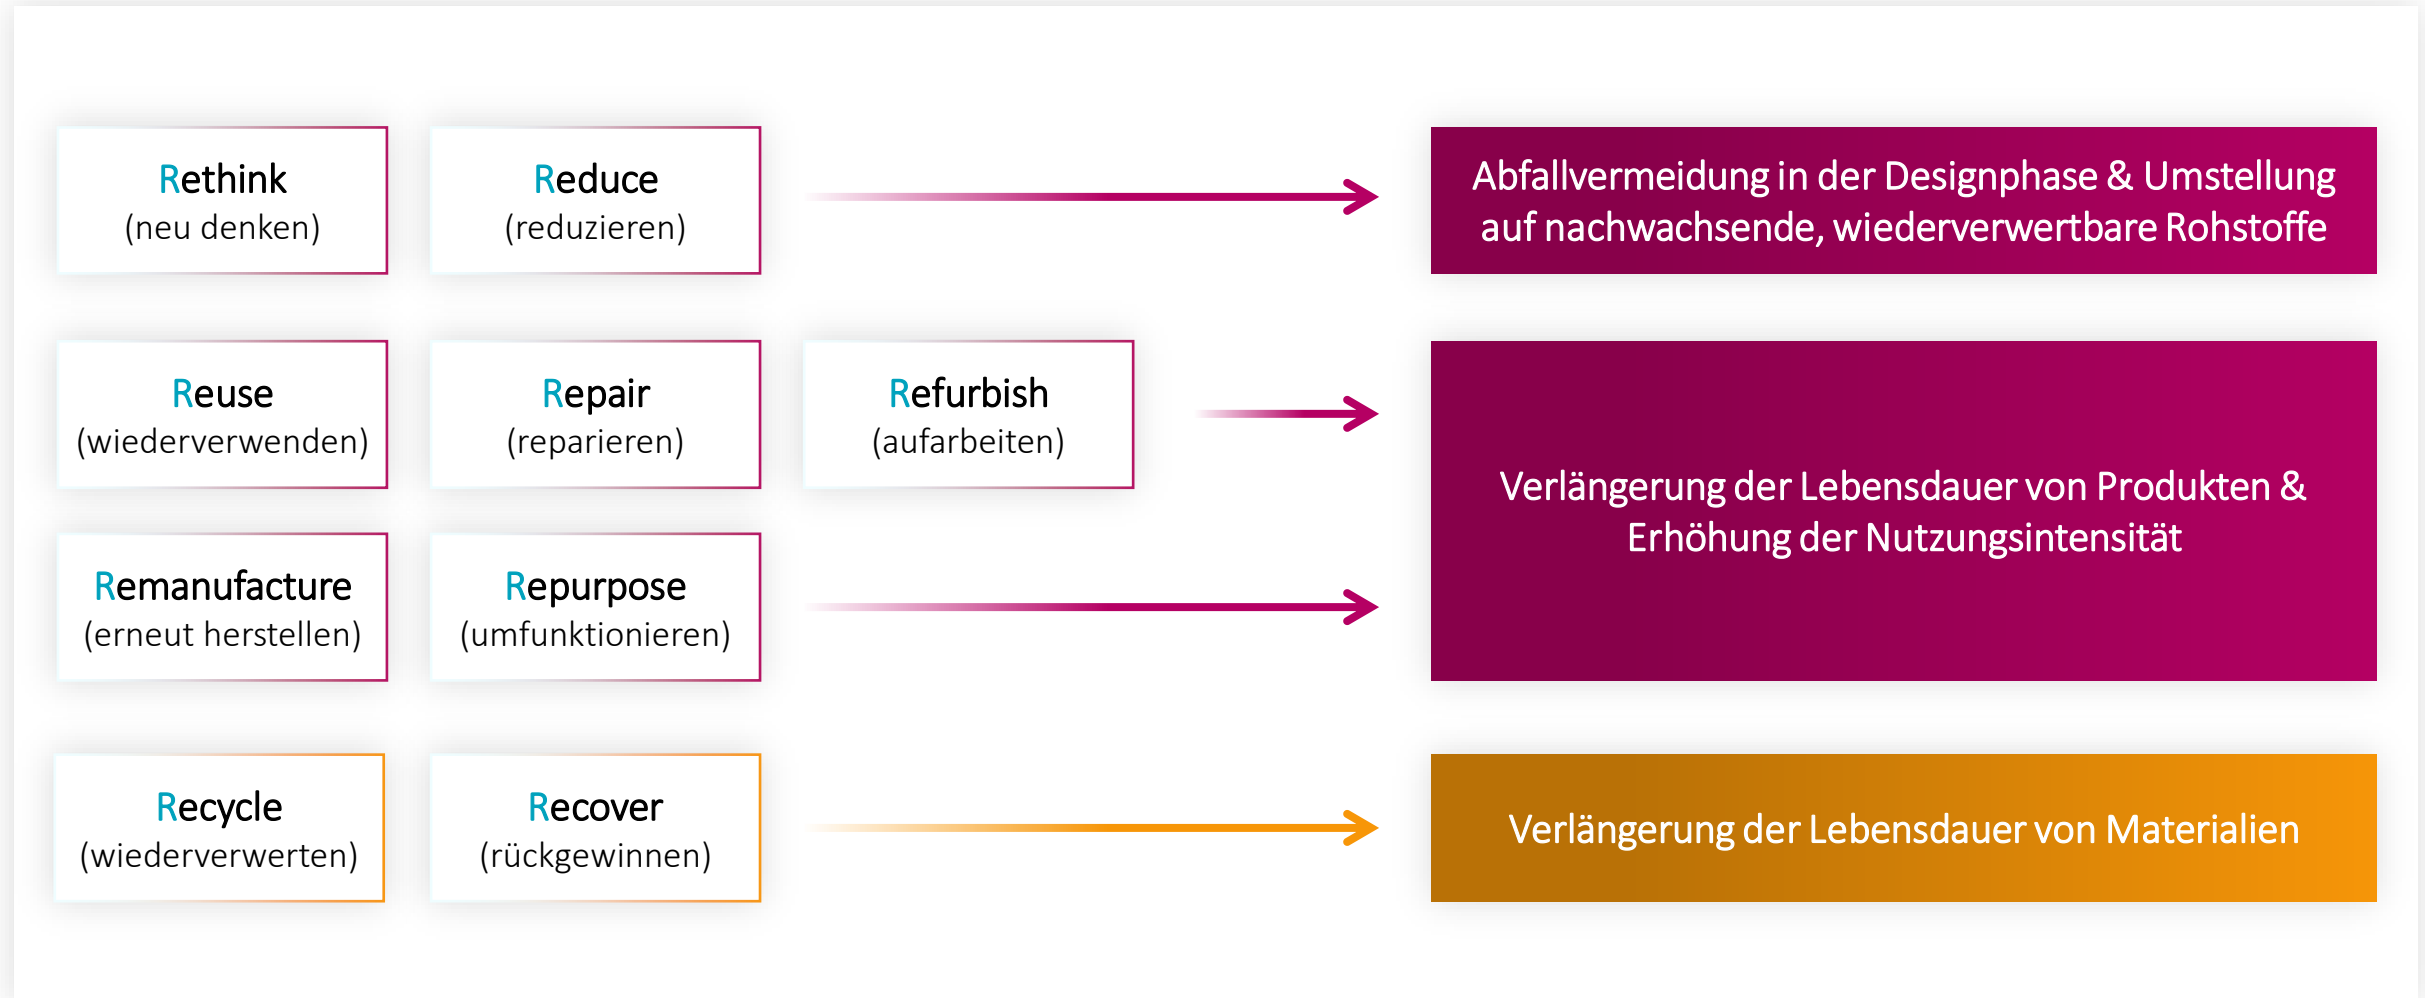 Rethink
(neu denken)
Reduce
(reduzieren)
Abfallvermeidung in der Designphase & Umstellung
auf nachwachsende, wiederverwertbare Rohstoffe
Reuse
(wiederverwenden)
Repair
(reparieren)
Refurbish
(aufarbeiten)
Remanufacture
(erneut herstellen)
Repurpose
(umfunktionieren)
Verlängerung der Lebensdauer von Produkten &
Erhöhung der Nutzungsintensität
Recycle
(wiederverwerten)
Recover
(rückgewinnen)
Verlängerung der Lebensdauer von Materialien